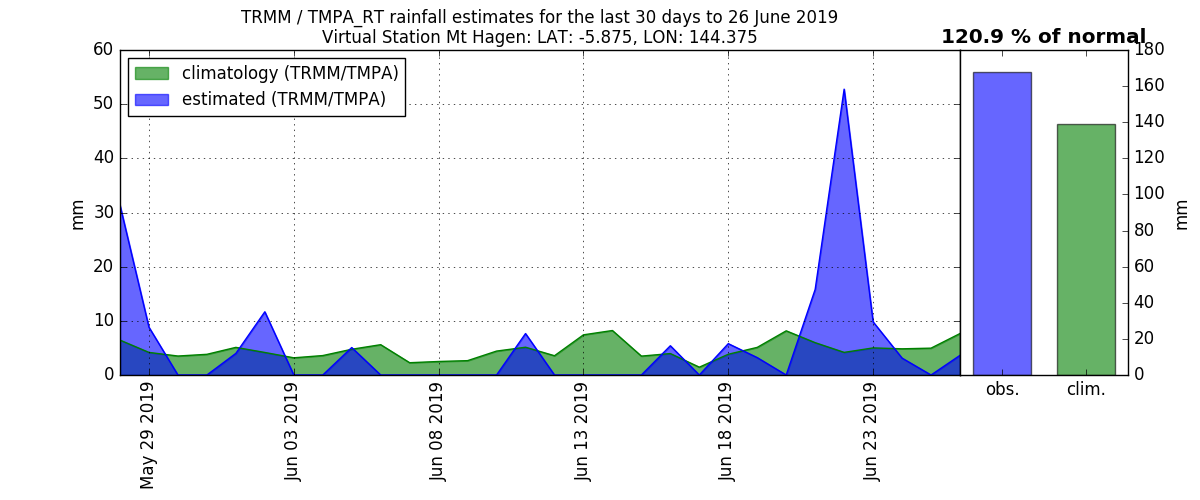 TRMM / TMPA_RT rainfall estimates for the last 30 days to 26 June 2019
Virtual Station Mt Hagen: LAT: -5.875, LON: 144.375
120.9 % of normal
climatology (TRMM/TMPA)
estimated (TRMM/TMPA)
mm
60
50
40
30
20
10
0
May 29 2019
Jun 03 2019
Jun 08 2019
Jun 13 2019
Jun 18 2019
Jun 23 2019
obs.
clim.
180
160
140
120
100
80
60
40
20
0
mm